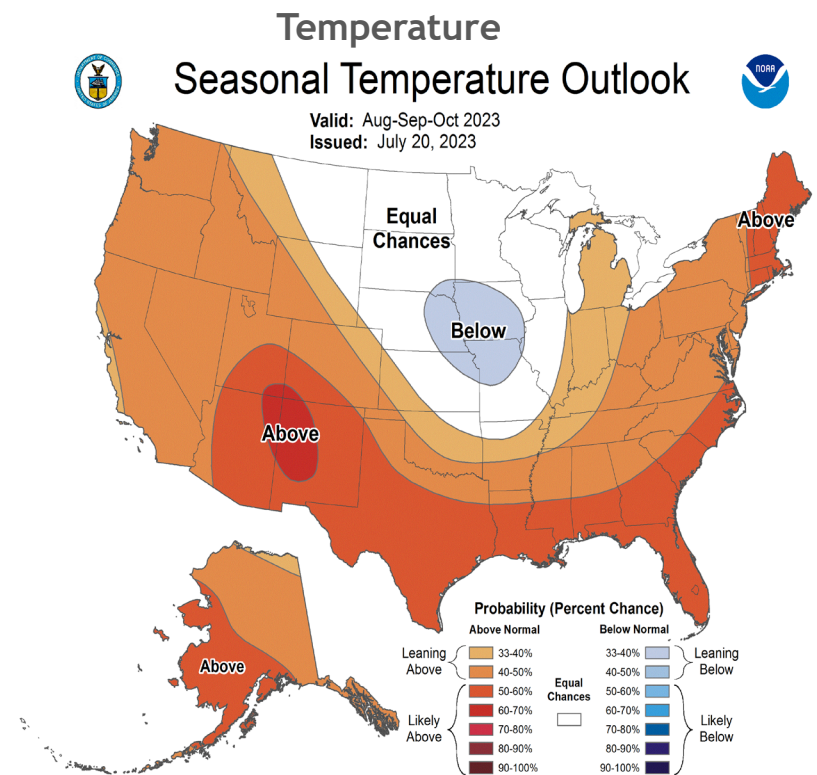 Temperature
NOAA
Seasonal Temperature Outlook
Valid: Aug-Sep-Oct 2023
Issued: July 20, 2023
Equal
Chances
Above
Below
Above
Above
Probability (Percent Chance)
Above Normal
Below Normal
Leaning
Above
33-40%
40-50%
Likely
Above
50-60%
60-70%
70-80%
80-90%
90-100%
Equal
Chances
33-40%
40-50%
Leaning
Below
50-60%
60-70%
70-80%
80-90%
90-100%
Likely
Below